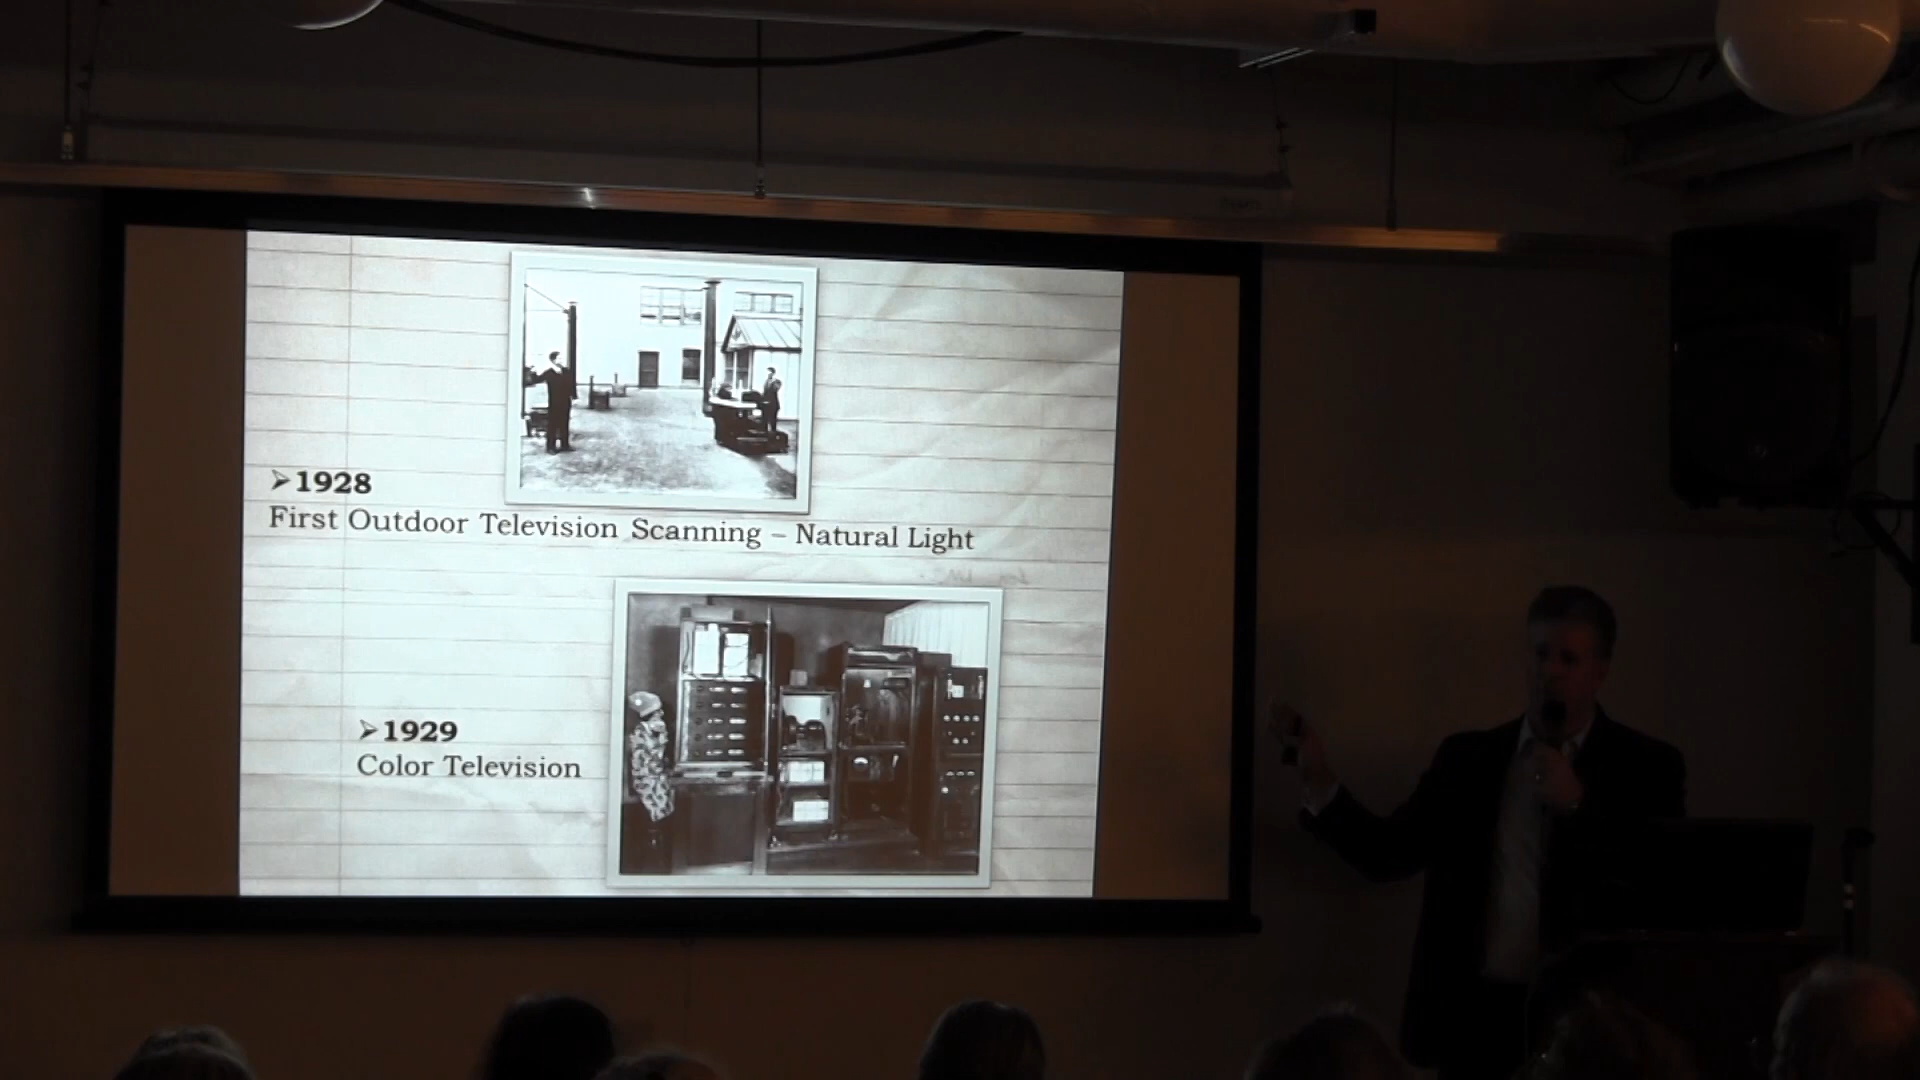 ➢1928
First Outdoor Television Scanning – Natural Light
➢1929
Color Television